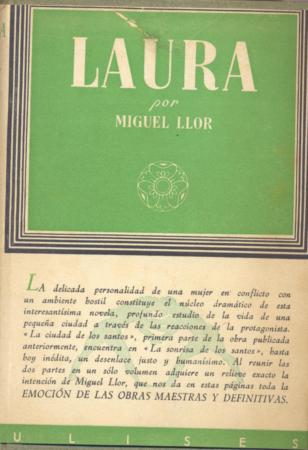 LAURA
por
MIGUEL LLOR
LA delicada personalidad de una mujer en conflicto con
un ambiente hostil constituye el núcleo dramático de esta
interesantísima novela, profundo estudio de la vida de una
pequeña ciudad a través de las reacciones de la protagonista.
«La ciudad de los santos», primera parte de la obra publicada
anteriormente, encuentra en «La sonrisa de los santos», hasta
hoy inédita, un desenlace justo y humanísimo. Al reunir las
dos partes en un sólo volumen adquiere un relieve exacto la
intención de Miguel Llor, que nos da en estas páginas toda la
EMOCIÓN DE LAS OBRAS MAESTRAS Y DEFINITIVAS.
ULISES